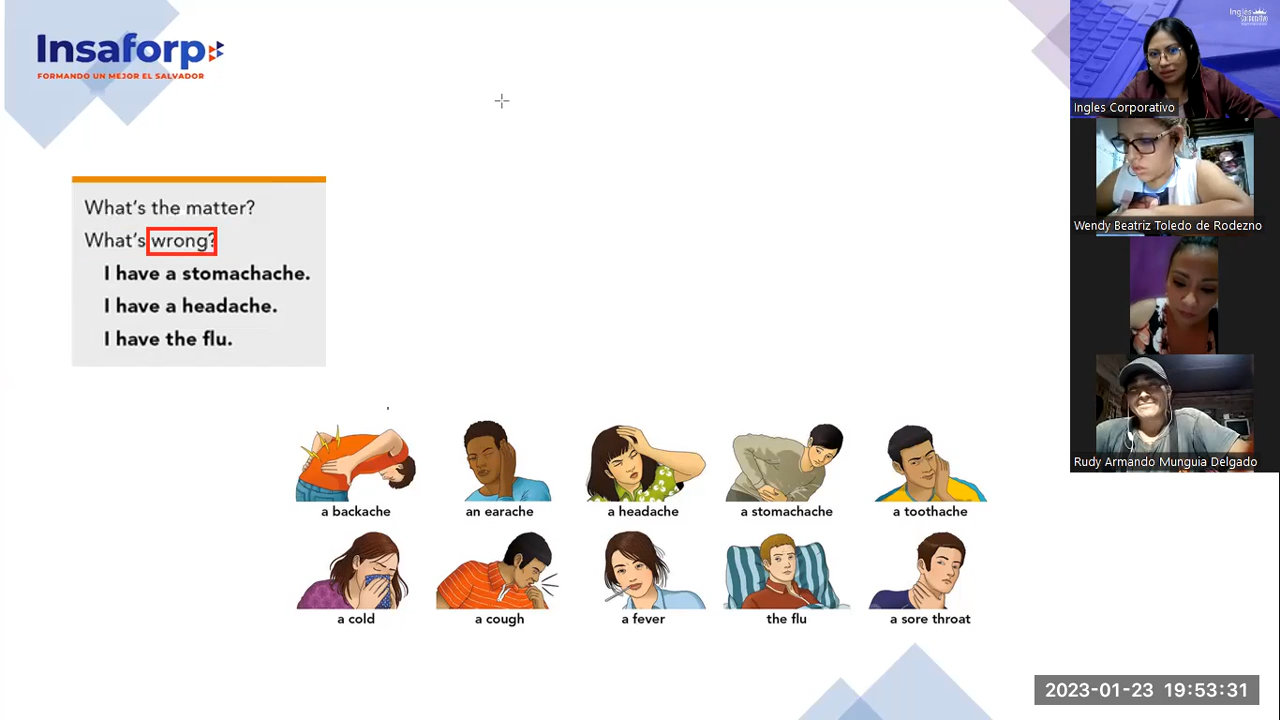 Insaforp
FORMANDO UN MEJOR EL SALVADOR
What's the matter?
What's wrong?
I have a stomachache.
I have a headache.
I have the flu.
a backache
an earache
a headache
a stomachache
a toothache
a cold
a cough
a fever
the flu
a sore throat
Ingles Corporativo
Wendy Beatriz Toledo de Rodezno
Rudy Armando Munguia Delgado
2023-01-23 19:53:31